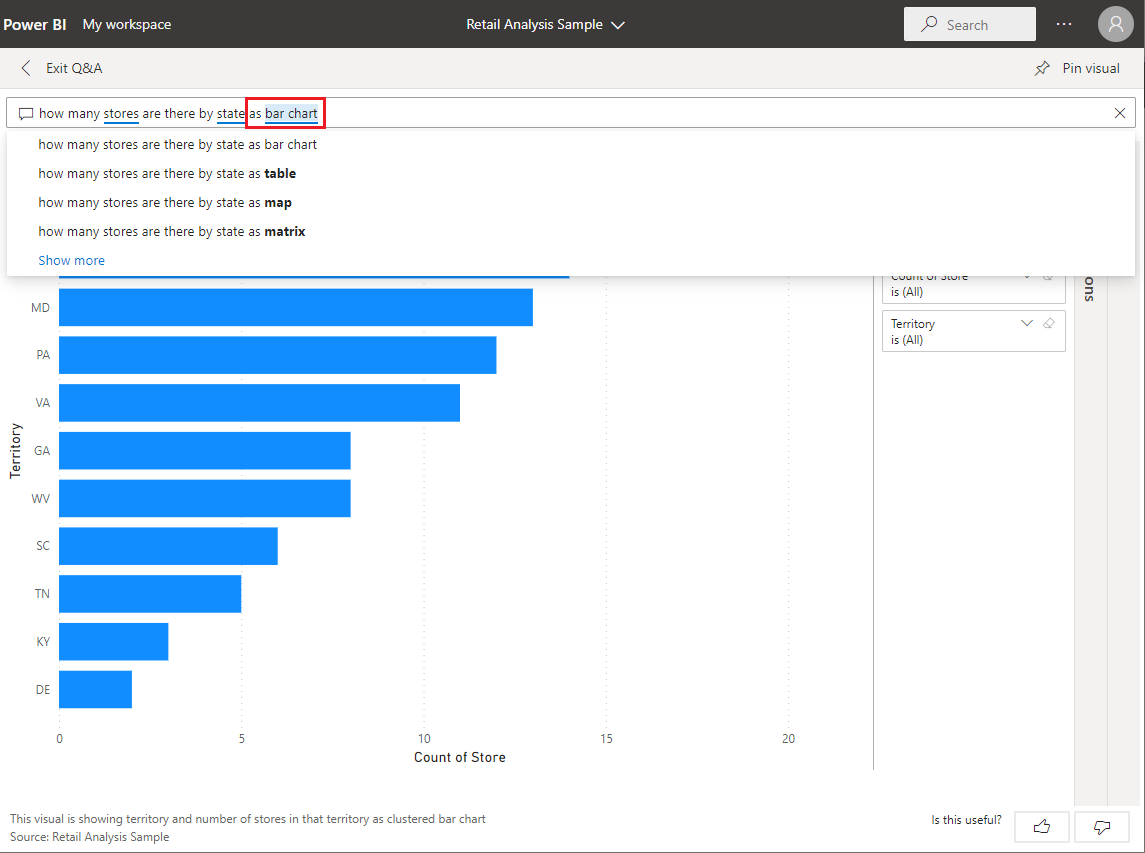 Power BI My workspace Retail Analysis Sample Search
Exit Q&A Pin visual
how many stores are there by state as bar chart
how many stores are there by state as bar chart
how many stores are there by state as table
how many stores are there by state as map
how many stores are there by state as matrix
Show more
Count of Store
is (All)
Territory
is (All)
ons
Territory
MD
PA
VA
GA
WV
SC
TN
KY
DE
0 5 10 15 20
Count of Store
This visual is showing territory and number of stores in that territory as clustered bar chart
Source: Retail Analysis Sample
Is this useful?